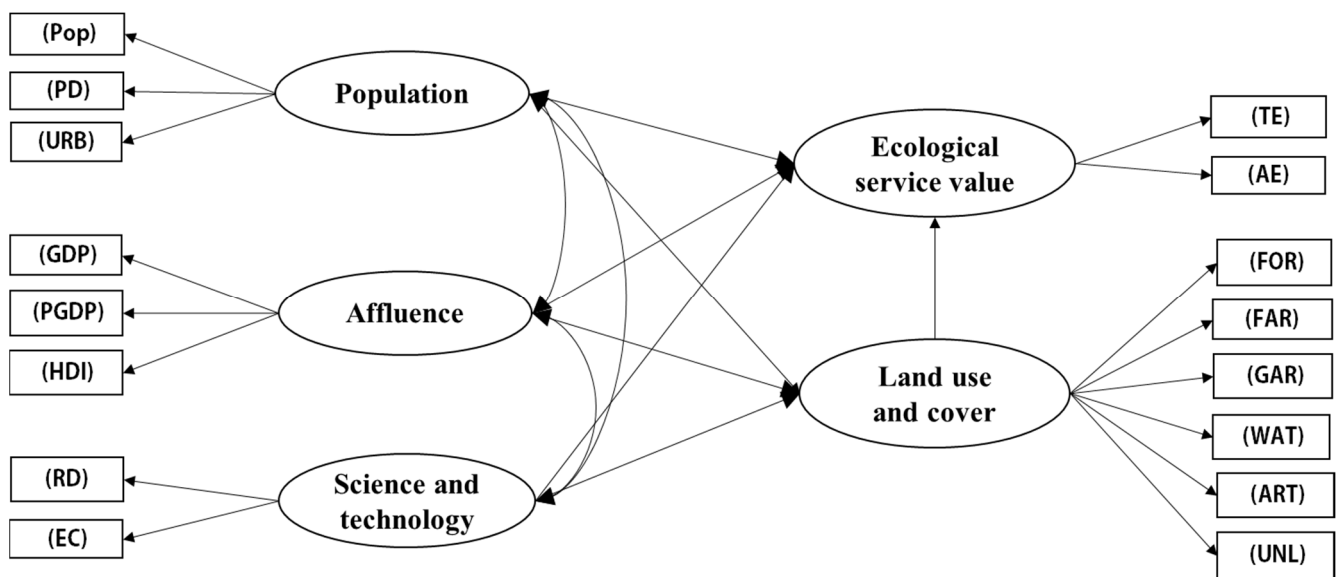 (Pop)
(PD)
(URB)
Population
(GDP)
(PGDP)
(HDI)
Affluence
(RD)
(EC)
Science and
technology
Ecological
service value
(TE)
(AE)
Land use
and cover
(FOR)
(FAR)
(GAR)
(WAT)
(ART)
(UNL)